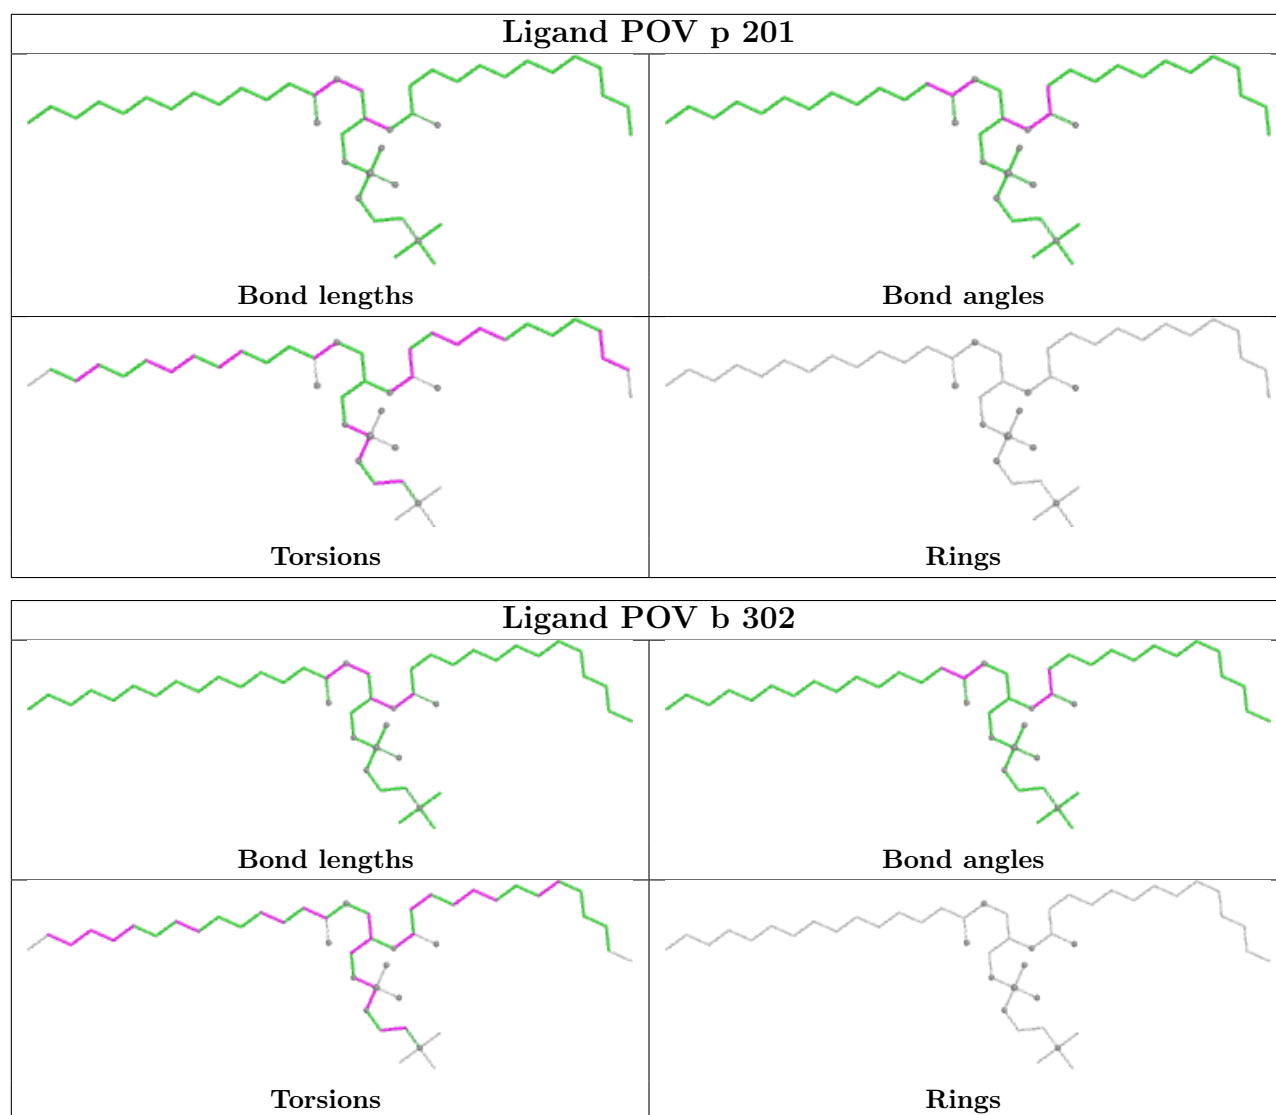 Ligand POV p 201
Bond lengths
Bond angles
Torsions
Rings
Ligand POV b 302
Bond lengths
Bond angles
Torsions
Rings